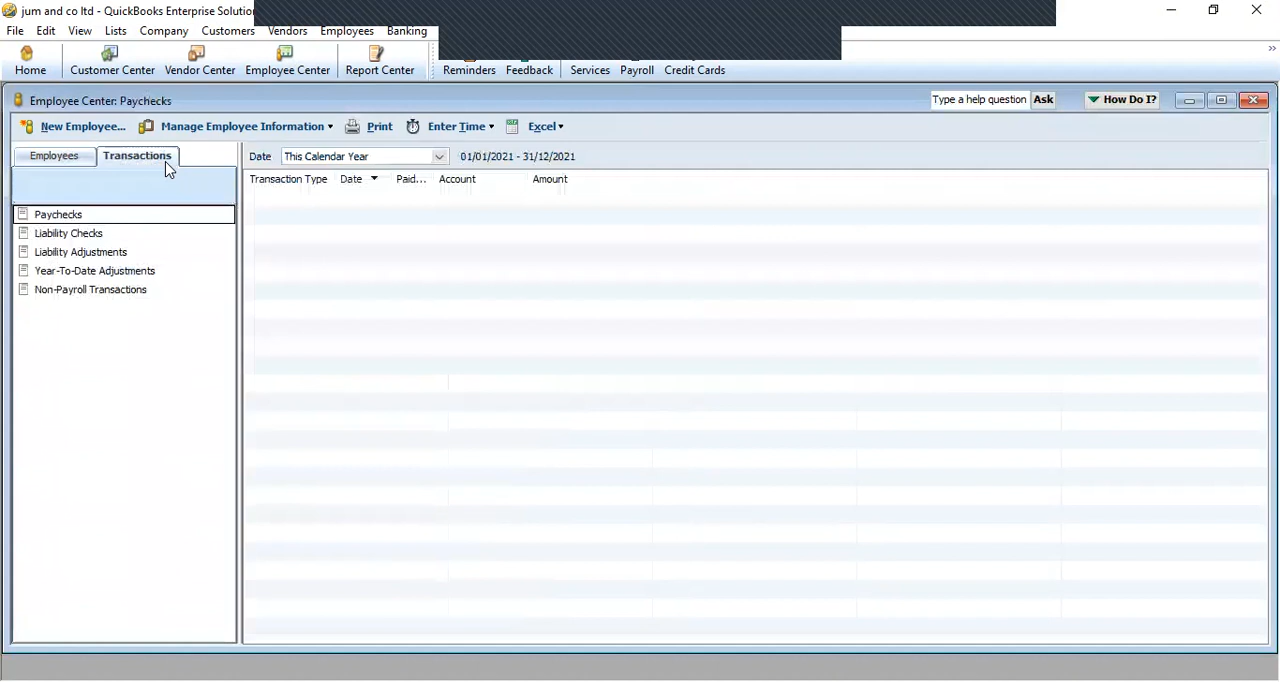 jum and co ltd - QuickBooks Enterprise Solution
File Edit View Lists Company Customers Vendors Employees Banking
Home Customer Center Vendor Center Employee Center Report Center Reminders Feedback Services Payroll Credit Cards
Employee Center: Paychecks Type a help question Ask How Do I?
New Employee... Manage Employee Information Print Enter Time Excel
Employees Transactions Date This Calendar Year 01/01/2021 - 31/12/2021
Transaction Type Date Paid... Account Amount
Paychecks
Liability Checks
Liability Adjustments
Year-To-Date Adjustments
Non-Payroll Transactions